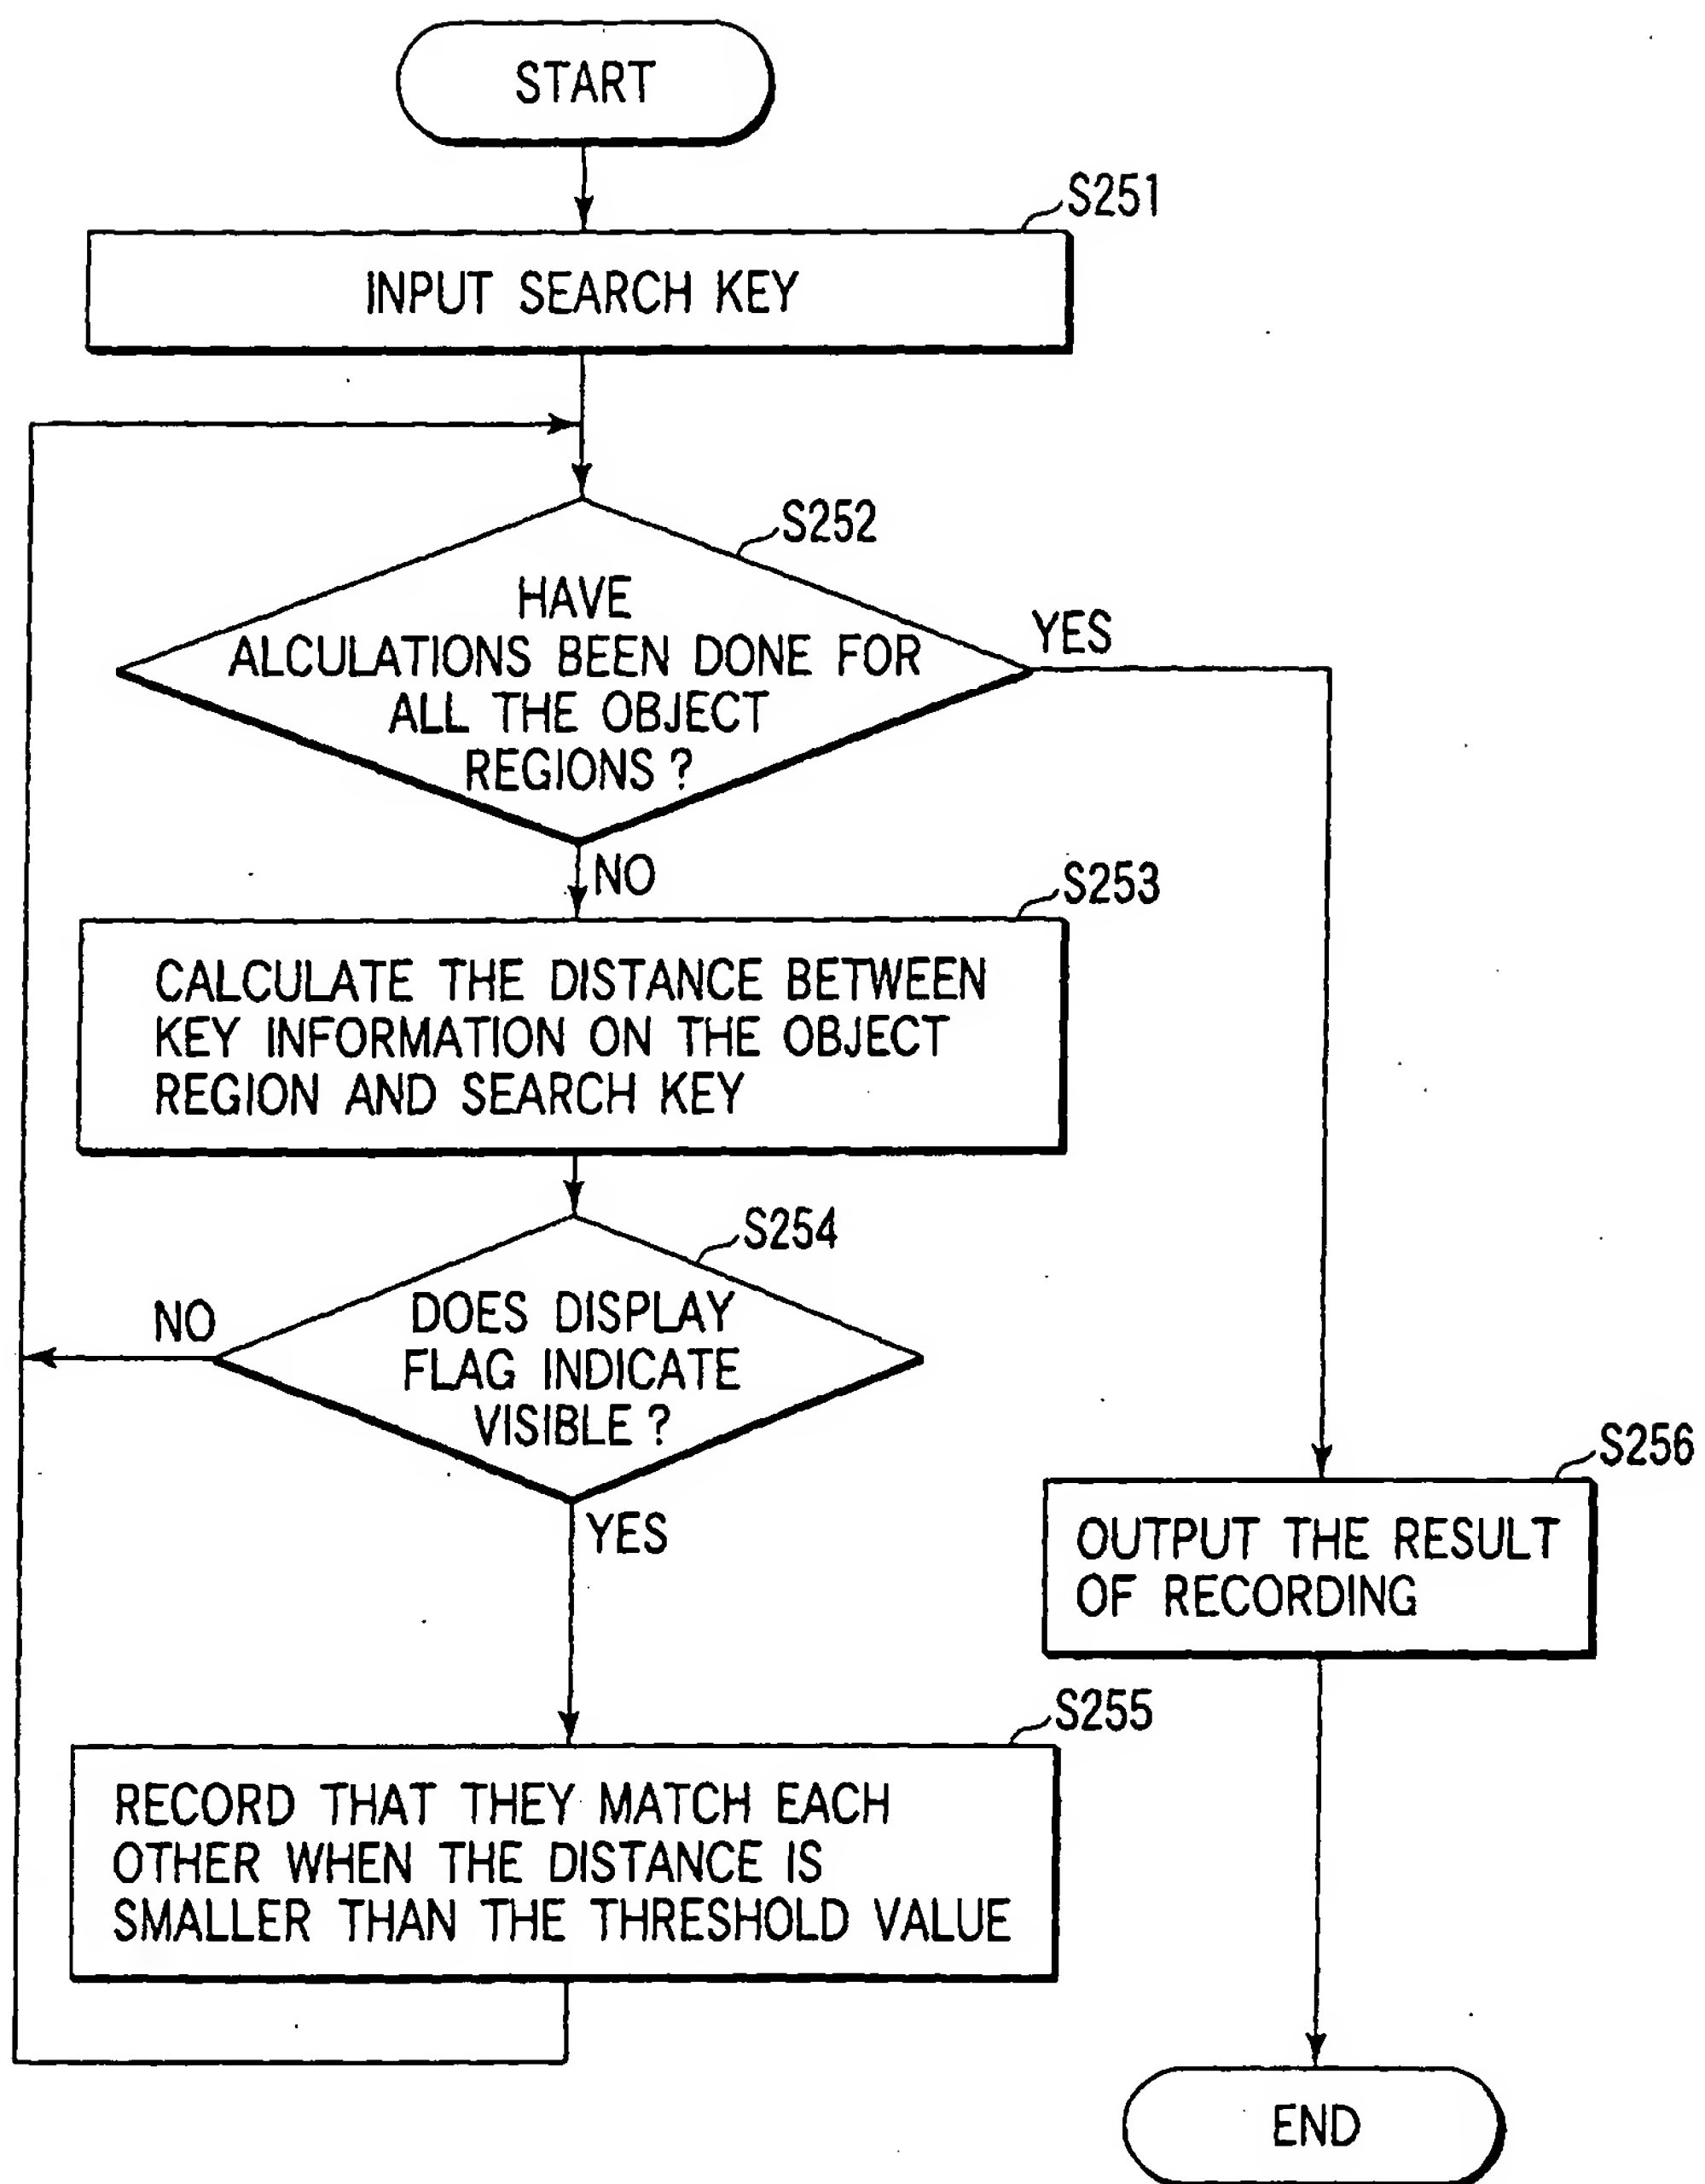 START
S251
INPUT SEARCH KEY
S252
HAVE
ALCULATIONS BEEN DONE FOR
ALL THE OBJECT
REGIONS ?
YES
NO
S253
CALCULATE THE DISTANCE BETWEEN
KEY INFORMATION ON THE OBJECT
REGION AND SEARCH KEY
S254
DOES DISPLAY
FLAG INDICATE
VISIBLE ?
NO
YES
S256
OUTPUT THE RESULT
OF RECORDING
S255
RECORD THAT THEY MATCH EACH
OTHER WHEN THE DISTANCE IS
SMALLER THAN THE THRESHOLD VALUE
END